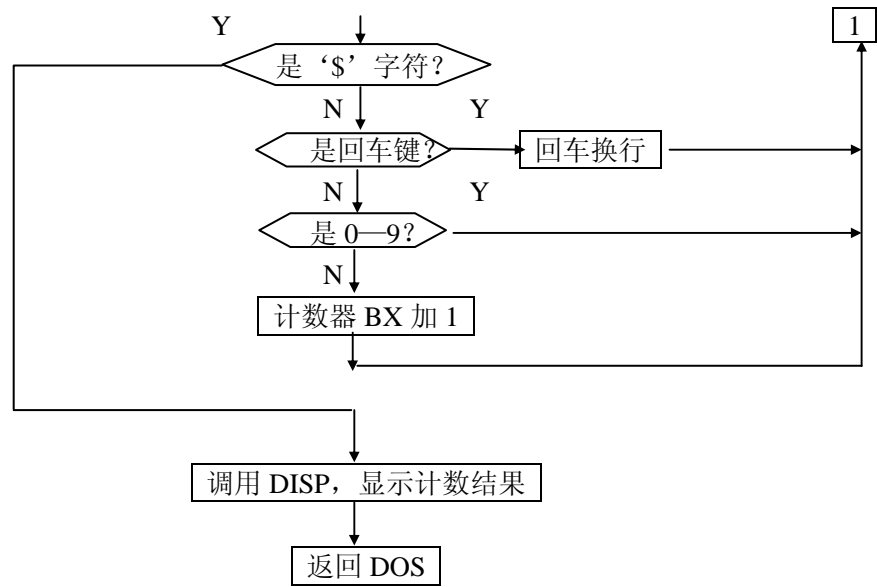 Y
1
是‘$’字符？
N Y
是回车键？ 回车换行
N Y
是 0—9？
N
计数器 BX 加 1
调用 DISP，显示计数结果
返回 DOS